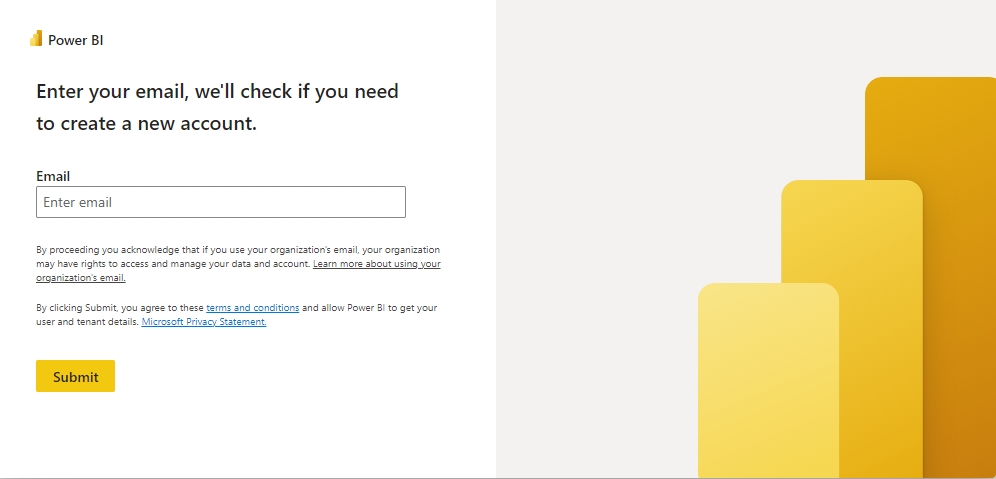 Power BI
Enter your email, we'll check if you need
to create a new account.
Email
Enter email
By proceeding you acknowledge that if you use your organization's email, your organization
may have rights to access and manage your data and account. Learn more about using your
organization's email.
By clicking Submit, you agree to these terms and conditions and allow Power BI to get your
user and tenant details. Microsoft Privacy Statement.
Submit